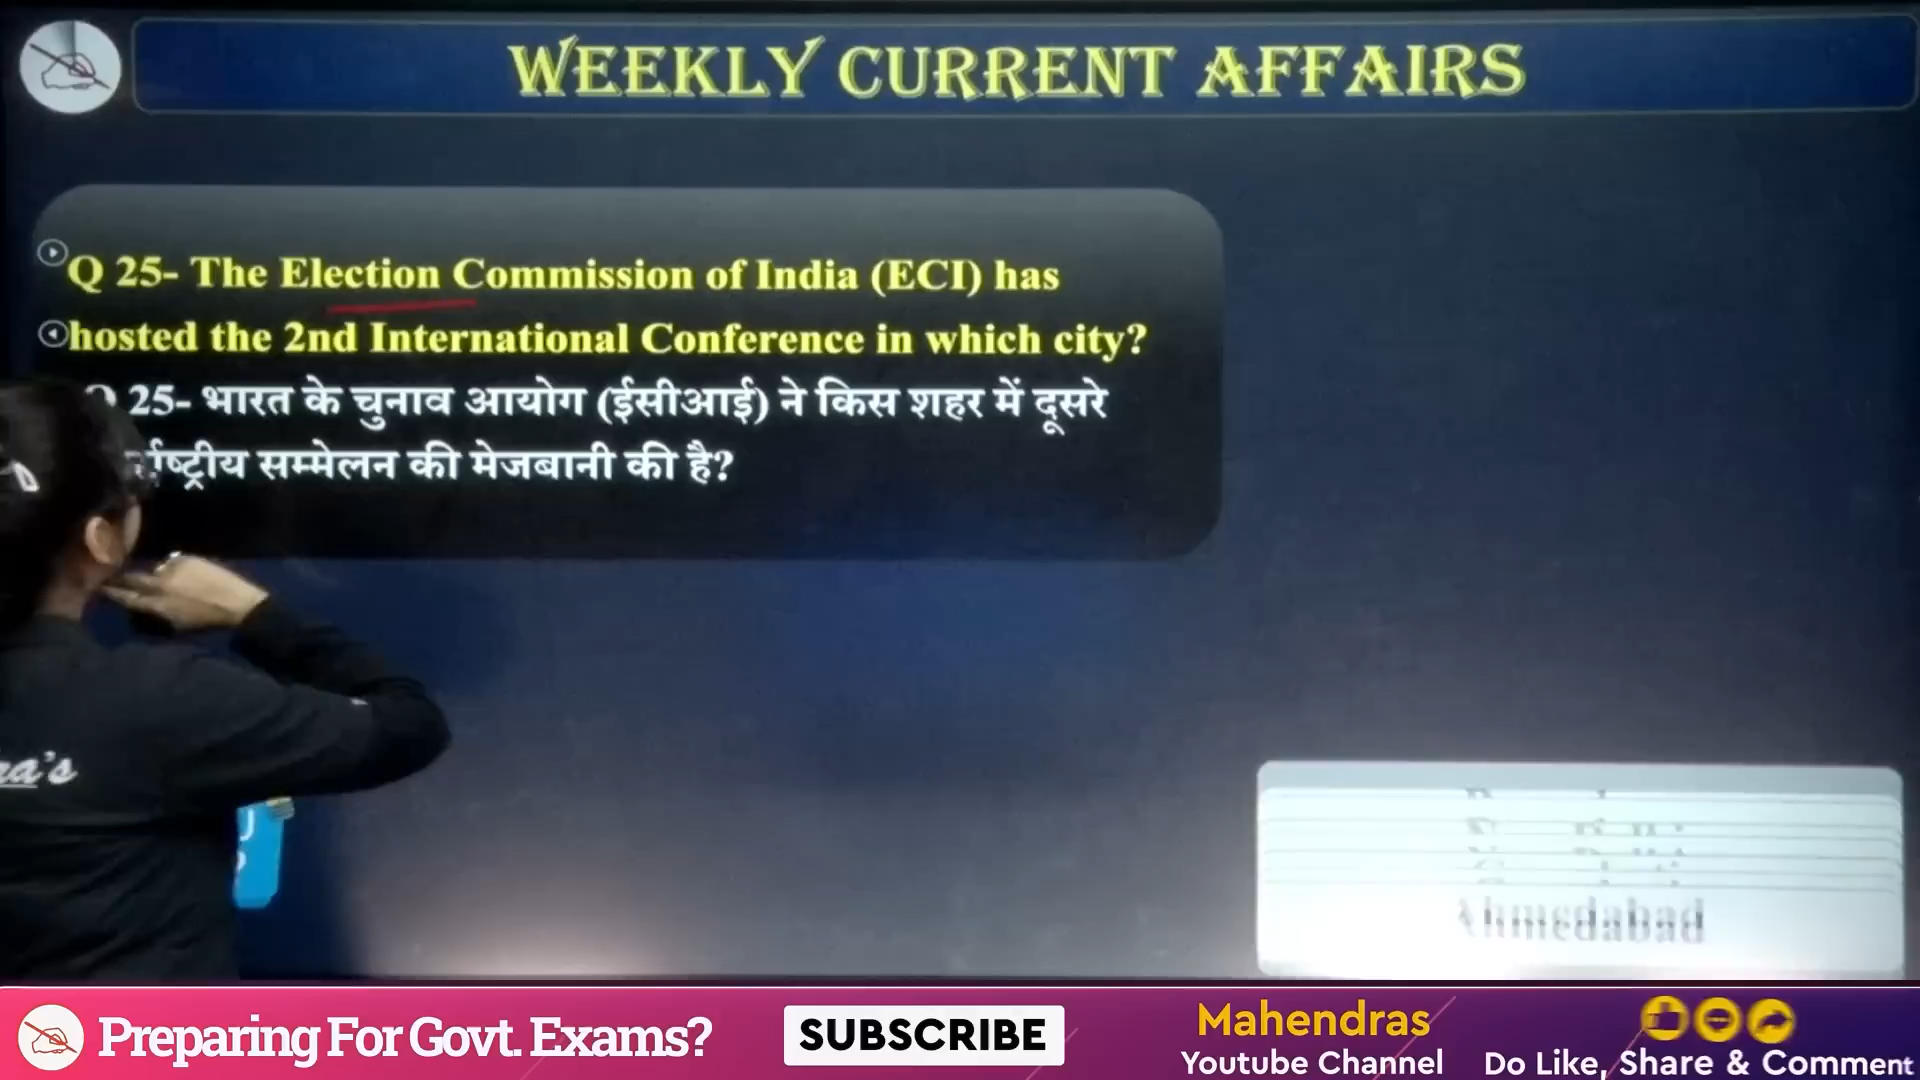 WEEKLY CURRENT AFFAIRS
Q 25- The Election Commission of India (ECI) has
hosted the 2nd International Conference in which city?
25- भारत के चुनाव आयोग (ईसीआई) ने किस शहर में दूसरे
सम्मेलन की मेजबानी की है?
Ahmedabad
Preparing For Govt. Exams?
SUBSCRIBE
Mahendras
Youtube Channel
Do Like, Share & Comment